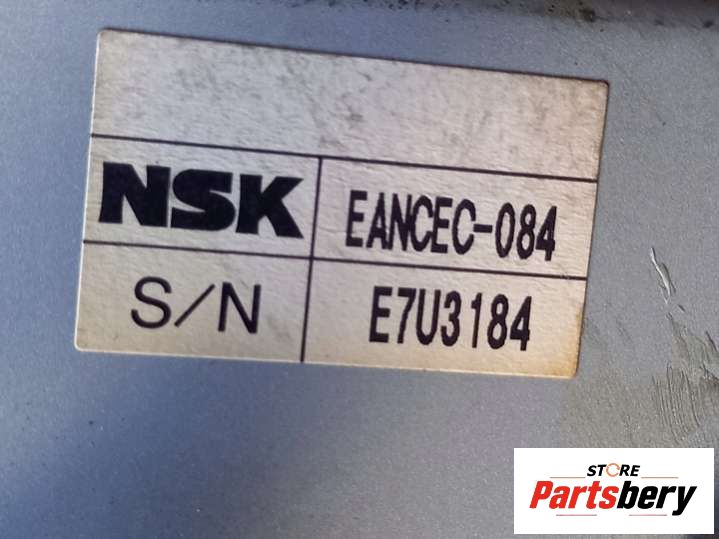 NSK EANCEC-084
S/N E7U3184
STORE
Partsbery